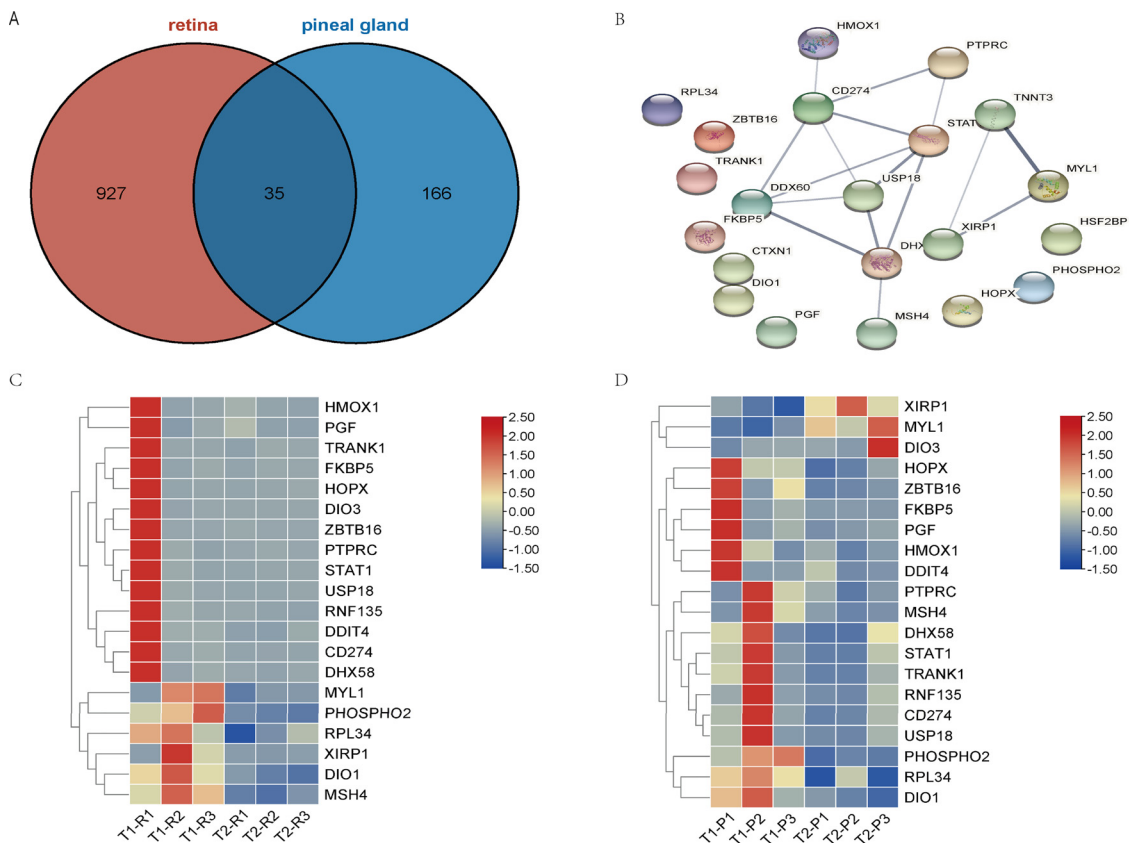 A
retina
pineal gland
927
35
166
B
HMOX1
PTPRC
RPL34
CD274
TNNT3
ZBTB16
STAT
TRANK1
USP18
MYL1
DDX60
FKBP5
XIRP1
HSF2BP
CTXN1
DHX
DIO1
HOPX
PHOSPHO2
PGF
MSH4
C
HMOX1
PGF
TRANK1
FKBP5
HOPX
DIO3
ZBTB16
PTPRC
STAT1
USP18
RNF135
DDIT4
CD274
DHX58
MYL1
PHOSPHO2
RPL34
XIRP1
DIO1
MSH4
T1-R1 T1-R2 T1-R3 T2-R1 T2-R2 T2-R3
2.50
2.00
1.50
1.00
0.50
0.00
-0.50
-1.00
-1.50
D
XIRP1
MYL1
DIO3
HOPX
ZBTB16
FKBP5
PGF
HMOX1
DDIT4
PTPRC
MSH4
DHX58
STAT1
TRANK1
RNF135
CD274
USP18
PHOSPHO2
RPL34
DIO1
T1-P1 T1-P2 T1-P3 T2-P1 T2-P2 T2-P3
2.50
2.00
1.50
1.00
0.50
0.00
-0.50
-1.00
-1.50